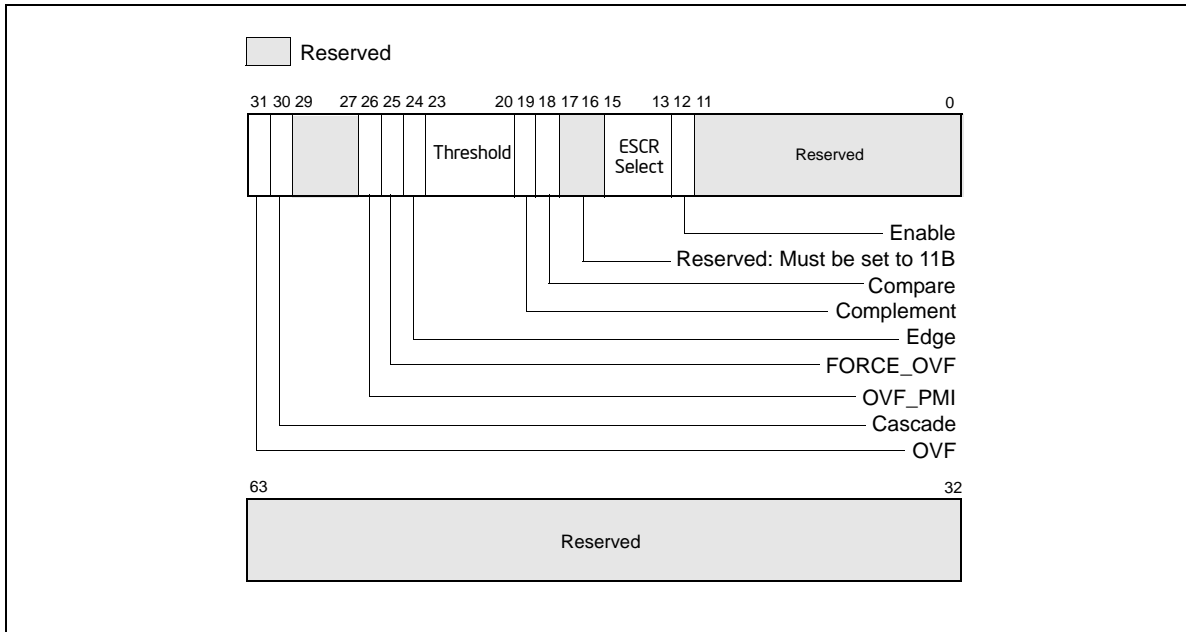 Reserved
31 30 29 27 26 25 24 23 20 19 18 17 16 15 13 12 11 0
Threshold
ESCR
Select
Reserved
Enable
Reserved: Must be set to 11B
Compare
Complement
Edge
FORCE_OVF
OVF_PMI
Cascade
OVF
63 32
Reserved